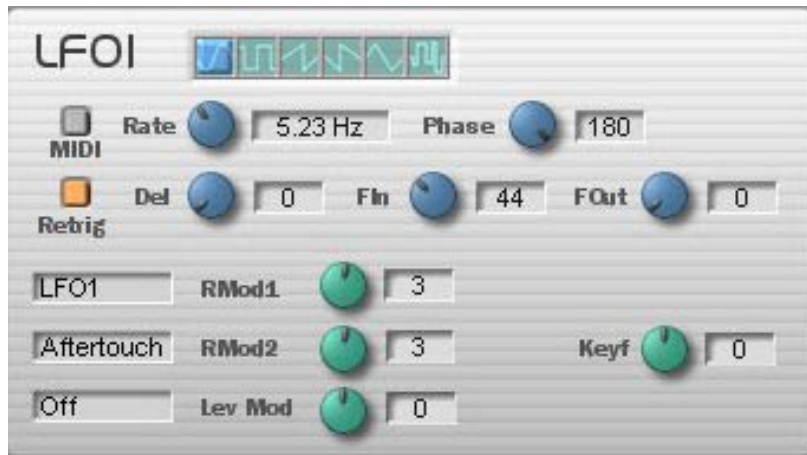 LFO1
MIDI Rate 5.23 Hz Phase 180
Retrig Del 0 FIn 44 FOut 0
LFO1 RMod1 3
Aftertouch RMod2 3 Keyf 0
Off Lev Mod 0